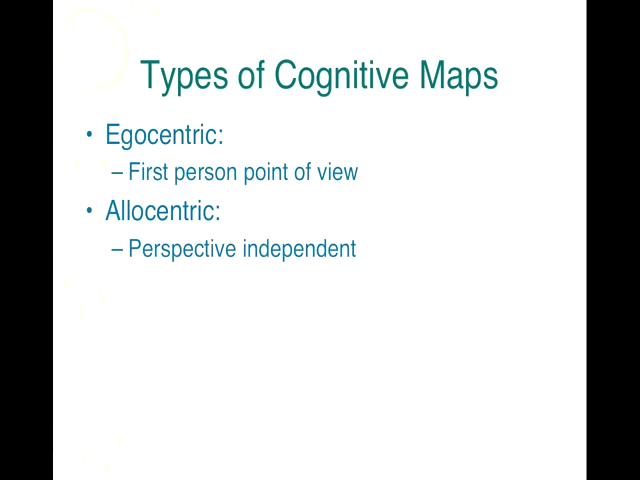 Types of Cognitive Maps
• Egocentric:
– First person point of view
• Allocentric:
– Perspective independent